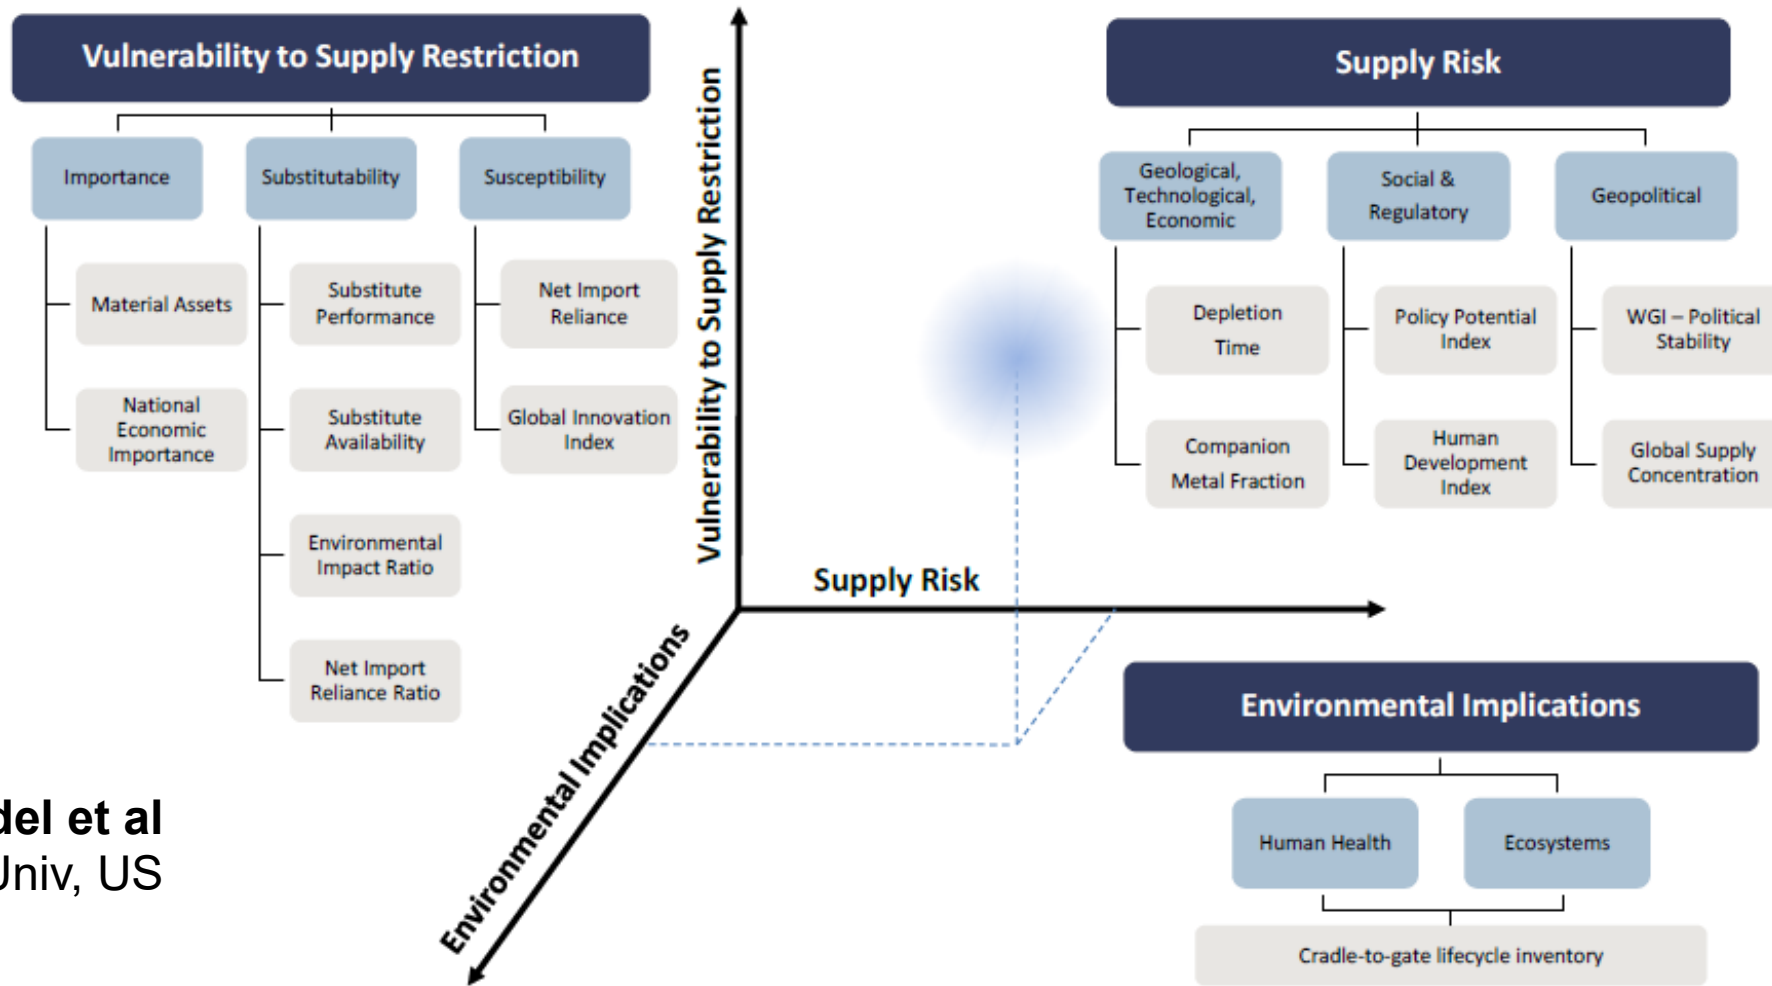 Vulnerability to Supply Restriction
Importance
Substitutability
Susceptibility
Material Assets
National
Economic
Importance
Substitute
Performance
Substitute
Availability
Environmental
Impact Ratio
Net Import
Reliance Ratio
Net Import
Reliance
Global Innovation
Index
Vulnerability to Supply Restriction
Supply Risk
Environmental Implications
Supply Risk
Geological,
Technological,
Economic
Social &
Regulatory
Geopolitical
Depletion
Time
Companion
Metal Fraction
Policy Potential
Index
Human
Development
Index
WGI – Political
Stability
Global Supply
Concentration
Environmental Implications
Human Health
Ecosystems
Cradle-to-gate lifecycle inventory
del et al
Univ, US